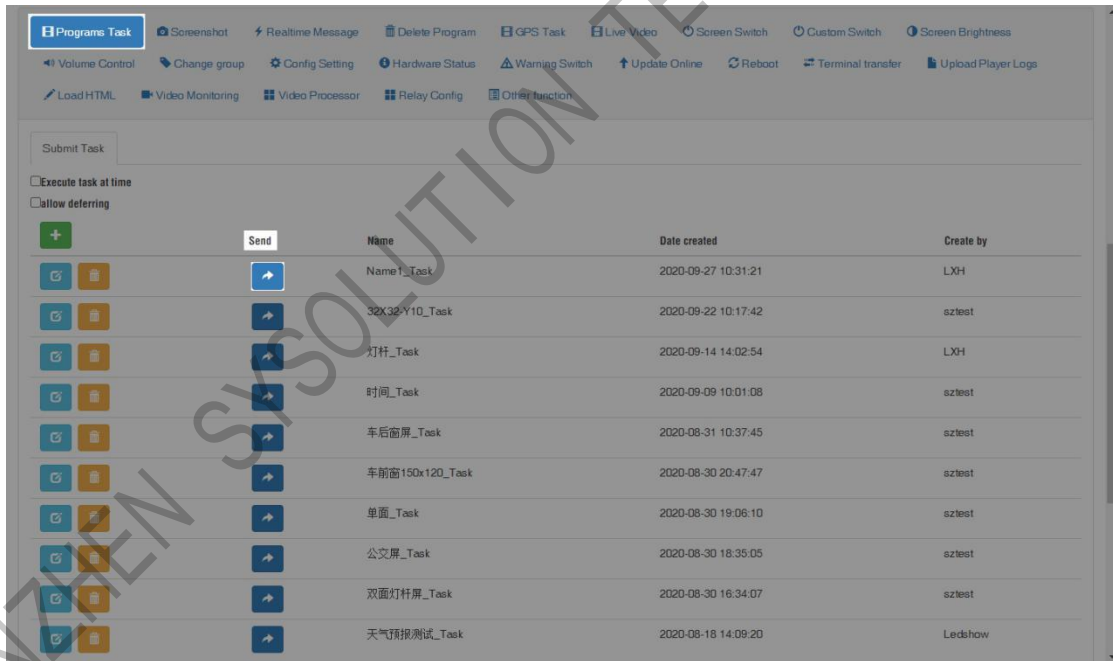 Programs Task Screenshot Realtime Message Delete Program GPS Task Live Video Screen Switch Custom Switch Screen Brightness
Volume Control Change group Config Setting Hardware Status Warning Switch Update Online Reboot Terminal transfer Upload Player Logs
Load HTML Video Monitoring Video Processor Relay Config Other function
Submit Task
Execute task at time
allow deferring
Send Name Date created Create by
Name1_Task 2020-09-27 10:31:21 LXH
32X32-Y10_Task 2020-09-22 10:17:42 sztest
灯杆_Task 2020-09-14 14:02:54 LXH
时间_Task 2020-09-09 10:01:08 sztest
车后窗屏_Task 2020-08-31 10:37:45 sztest
车前窗150x120_Task 2020-08-30 20:47:47 sztest
单面_Task 2020-08-30 19:06:10 sztest
公交屏_Task 2020-08-30 18:35:05 sztest
双面灯杆屏_Task 2020-08-30 16:34:07 sztest
天气预报测试_Task 2020-08-18 14:09:20 Ledshow
NZHEN SYSOLUTION TE